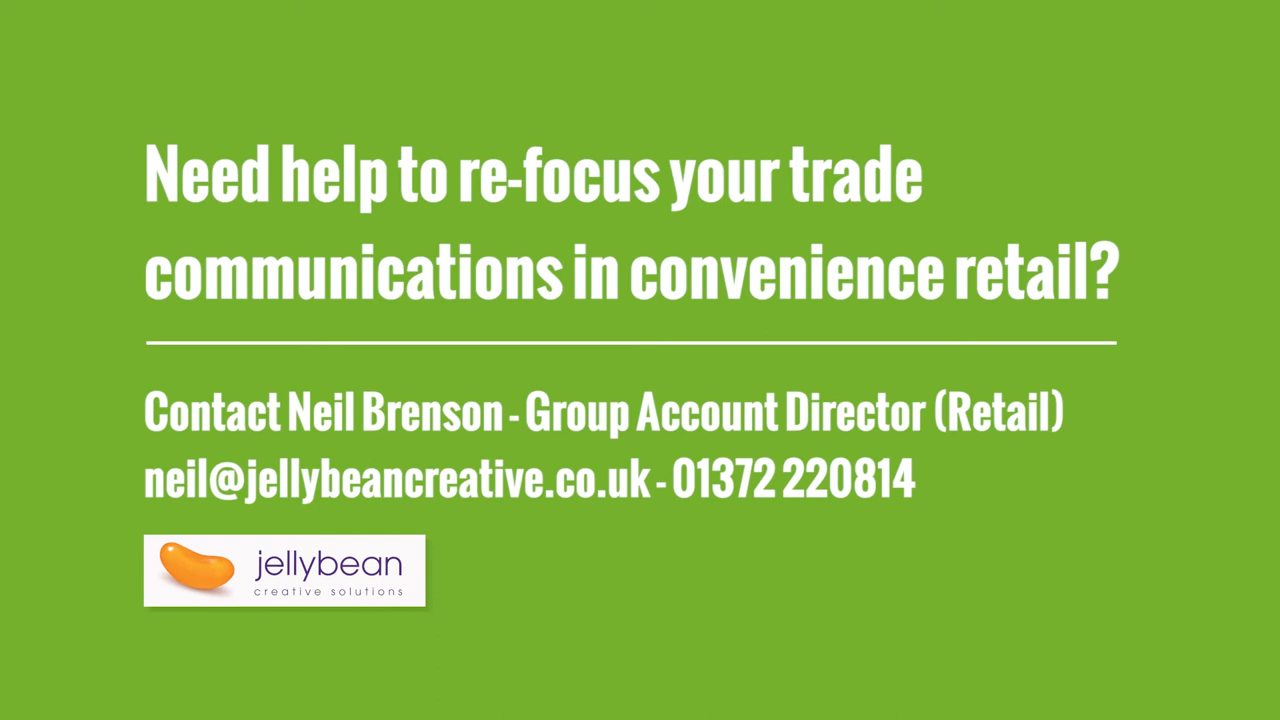 Need help to re-focus your trade
communications in convenience retail?
Contact Neil Brenson - Group Account Director (Retail)
neil@jellybeancreative.co.uk - 01372 220814
jellybean
creative solutions